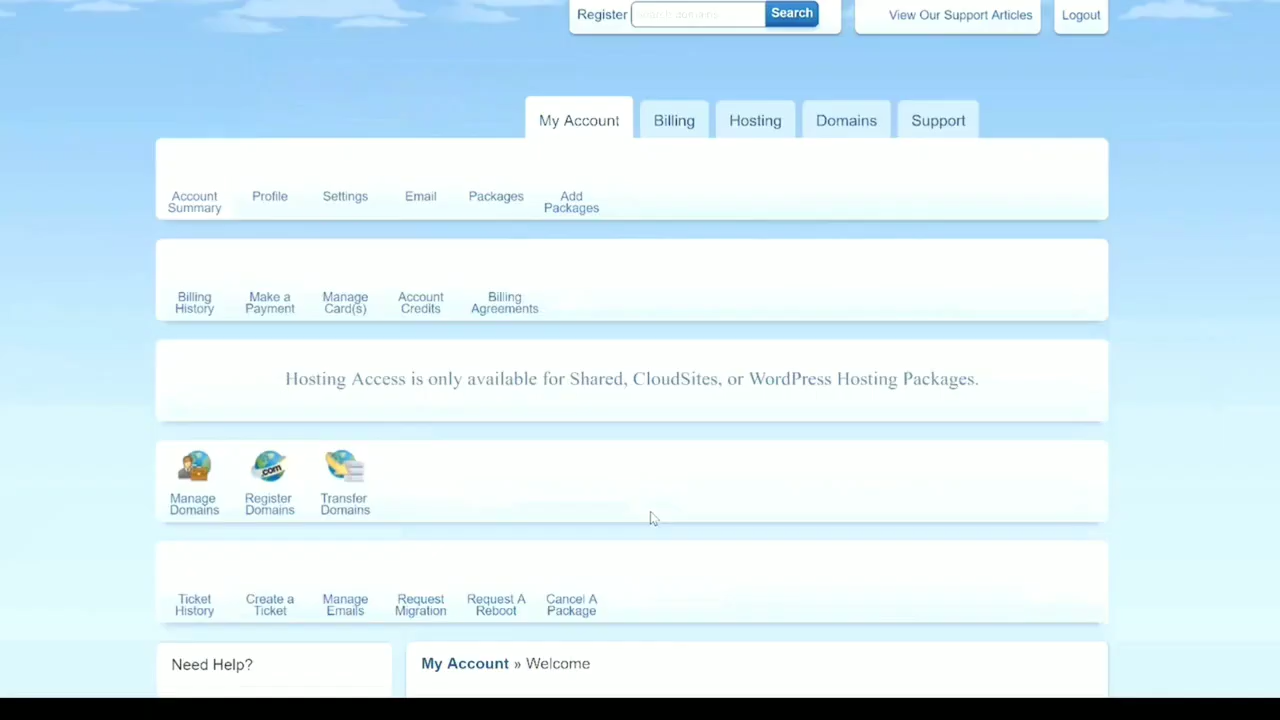 Register
Search
View Our Support Articles
Logout
My Account
Billing
Hosting
Domains
Support
Account
Summary
Profile
Settings
Email
Packages
Add
Packages
Billing
History
Make a
Payment
Manage
Card(s)
Account
Credits
Billing
Agreements
Hosting Access is only available for Shared, CloudSites, or WordPress Hosting Packages.
.com
Manage
Domains
Register
Domains
Transfer
Domains
Ticket
History
Create a
Ticket
Manage
Emails
Request
Migration
Request A
Reboot
Cancel A
Package
Need Help?
My Account » Welcome